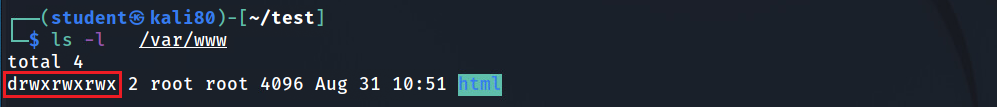 ┌──(student㉿kali80)-[~/test]
└─$ ls -l   /var/www
total 4
drwxrwxrwx 2 root root 4096 Aug 31 10:51 html